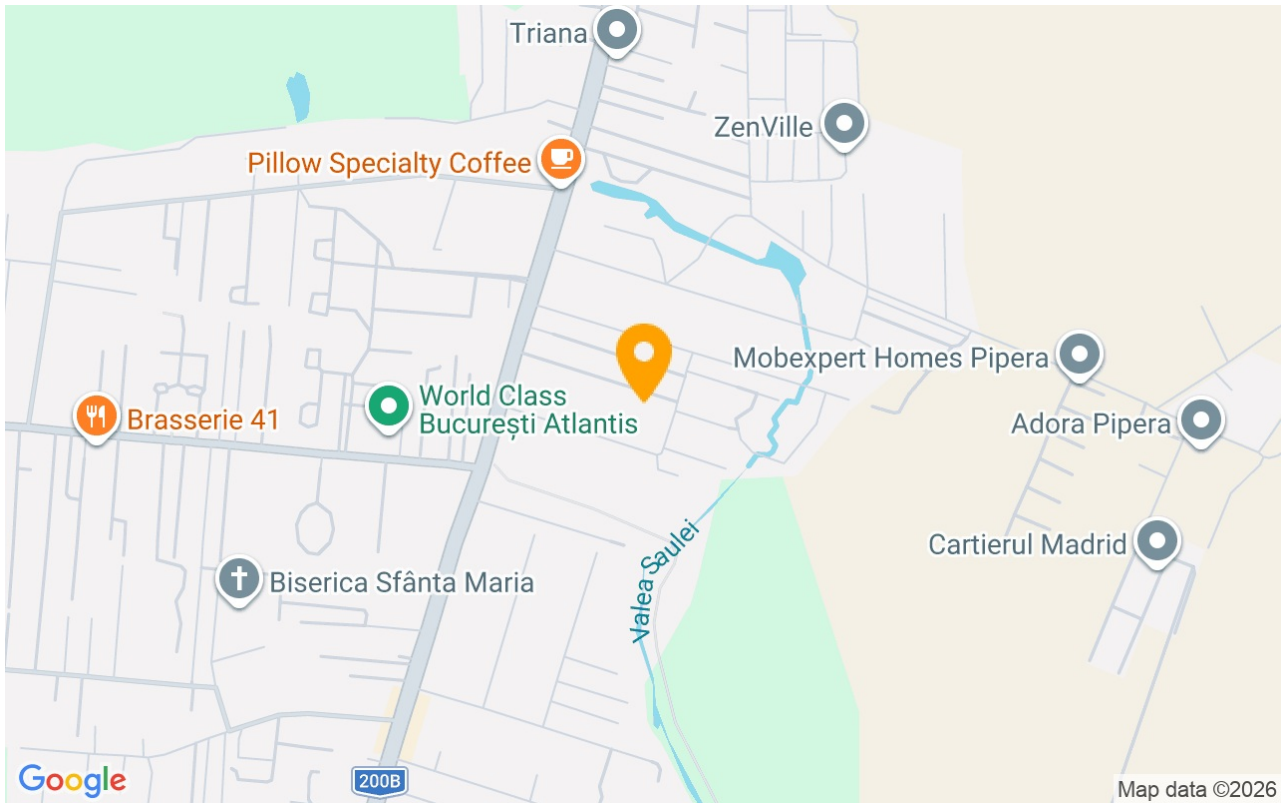 Triana
ZenVille
Pillow Specialty Coffee
Mobexpert Homes Pipera
World Class
București Atlantis
Brasserie 41
Adora Pipera
Cartierul Madrid
Valea Saulei
Biserica Sfânta Maria
200B
Google
Map data ©2026